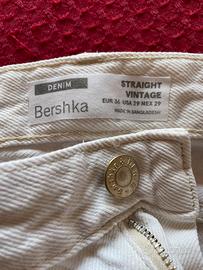 DENIM
Bershka
STRAIGHT
VINTAGE
EUR 36 USA 29 MEX 29
MADE IN BANGLADESH